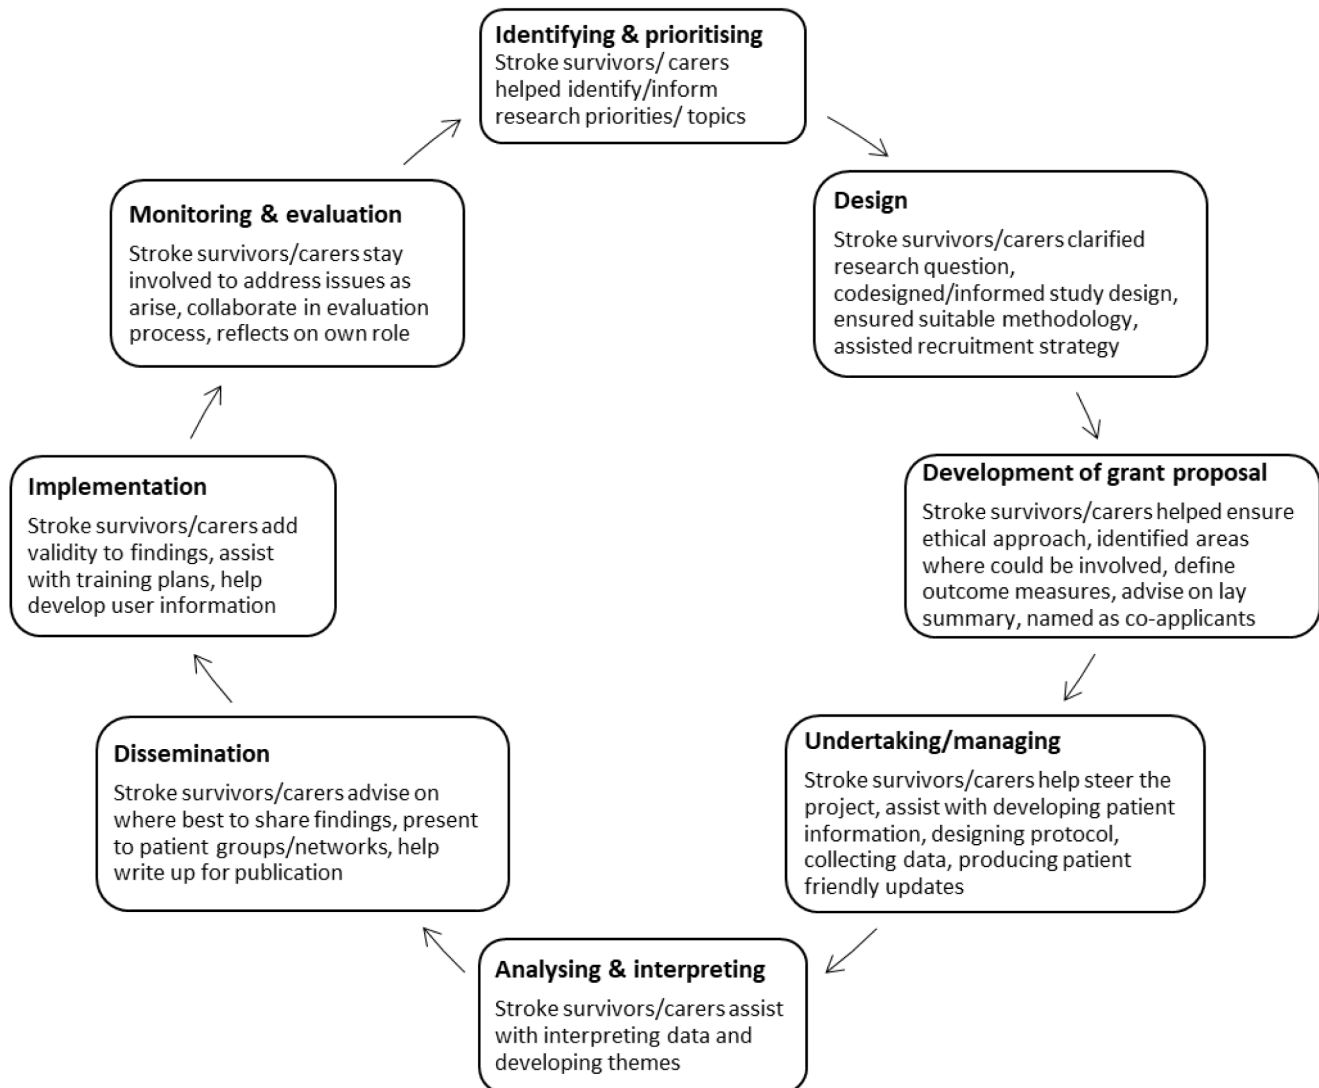 Identifying & prioritising
Stroke survivors/ carers
helped identify/inform
research priorities/ topics
Design
Stroke survivors/carers clarified
research question,
codesigned/informed study design,
ensured suitable methodology,
assisted recruitment strategy
Development of grant proposal
Stroke survivors/carers helped ensure
ethical approach, identified areas
where could be involved, define
outcome measures, advise on lay
summary, named as co-applicants
Undertaking/managing
Stroke survivors/carers help steer the
project, assist with developing patient
information, designing protocol,
collecting data, producing patient
friendly updates
Analysing & interpreting
Stroke survivors/carers assist
with interpreting data and
developing themes
Dissemination
Stroke survivors/carers advise on
where best to share findings, present
to patient groups/networks, help
write up for publication
Implementation
Stroke survivors/carers add
validity to findings, assist
with training plans, help
develop user information
Monitoring & evaluation
Stroke survivors/carers stay
involved to address issues as
arise, collaborate in evaluation
process, reflects on own role